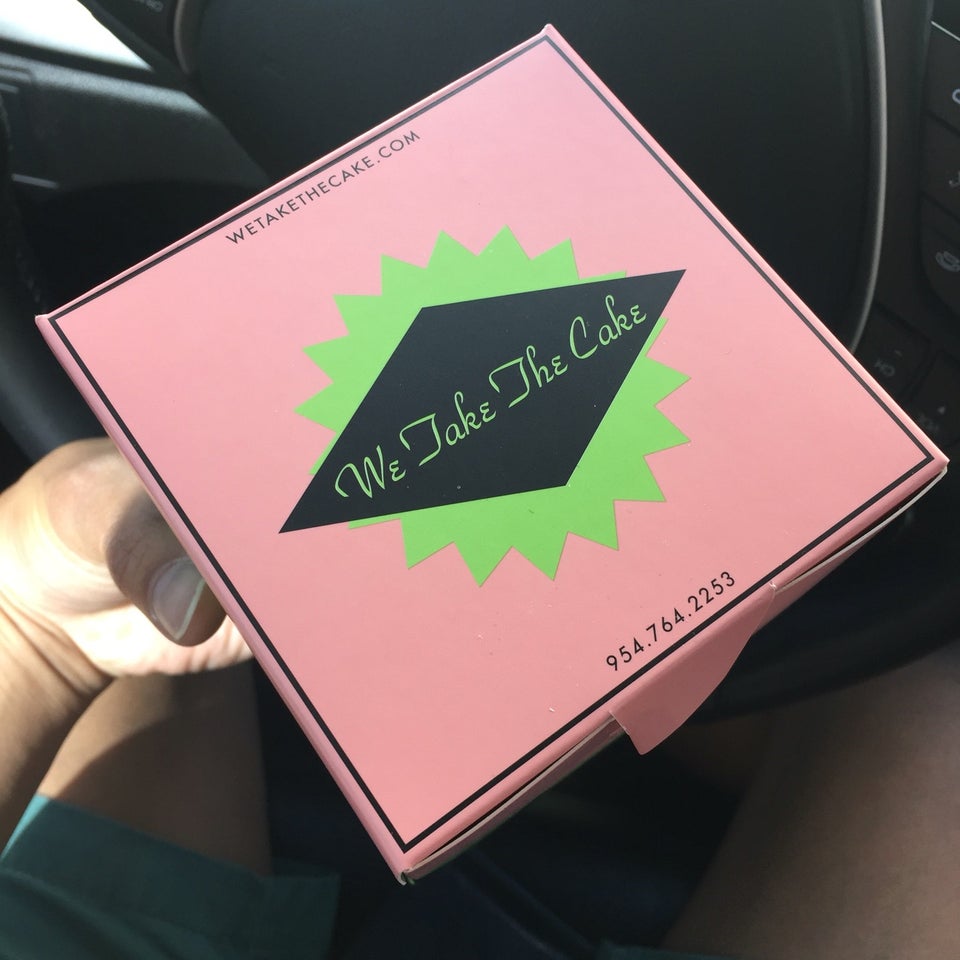 WETAKETHECAKE.COM
We Take The Cake
954.764.2253